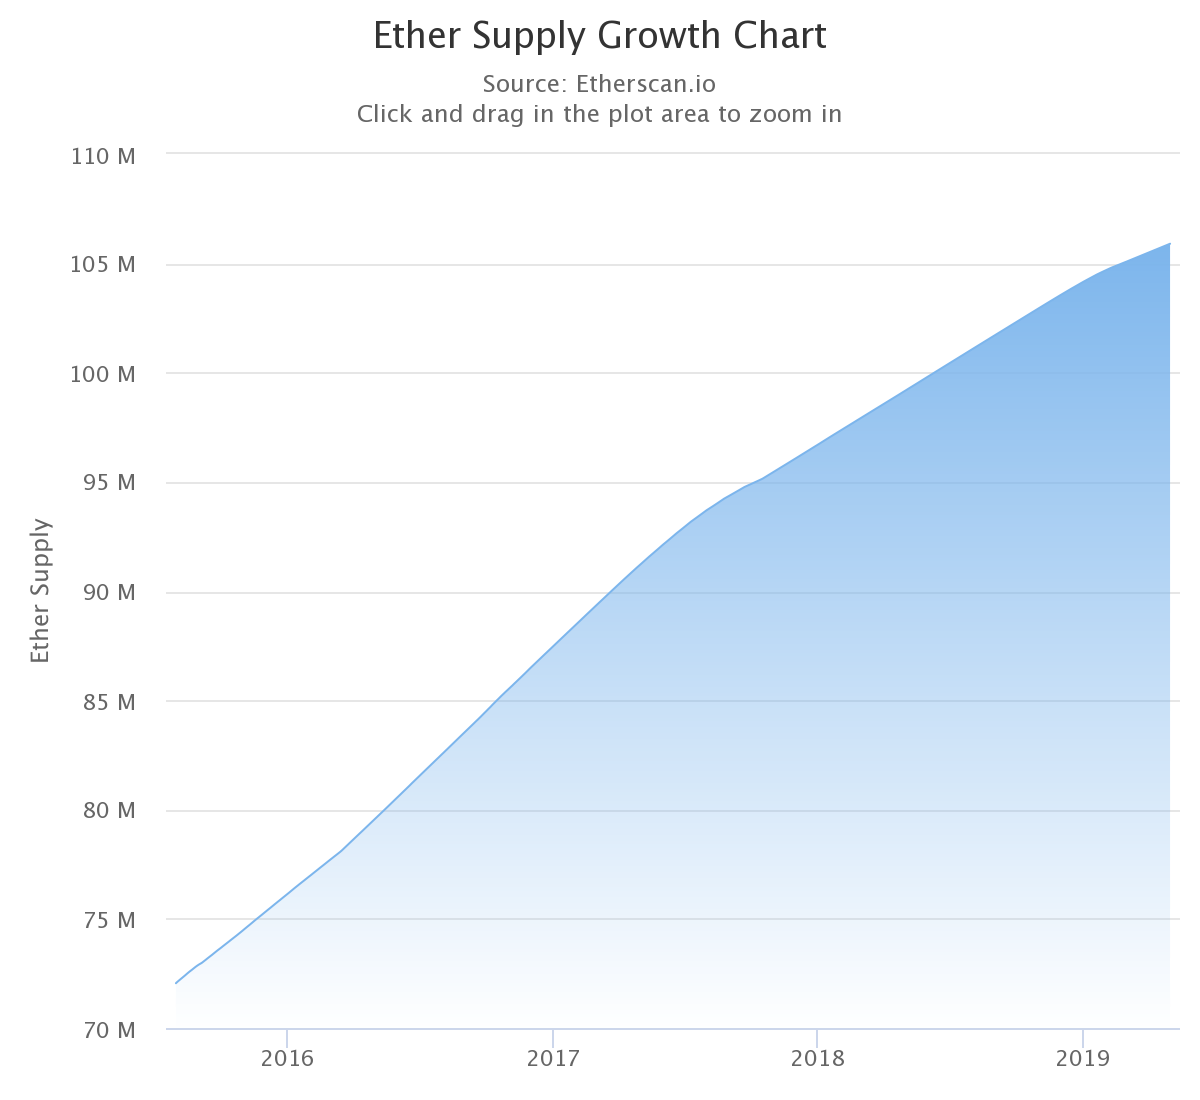 Ether Supply Growth Chart
Source: Etherscan.io
Click and drag in the plot area to zoom in
110 M
105 M
100 M
95 M
90 M
85 M
80 M
75 M
70 M
Ether Supply
2016
2017
2018
2019